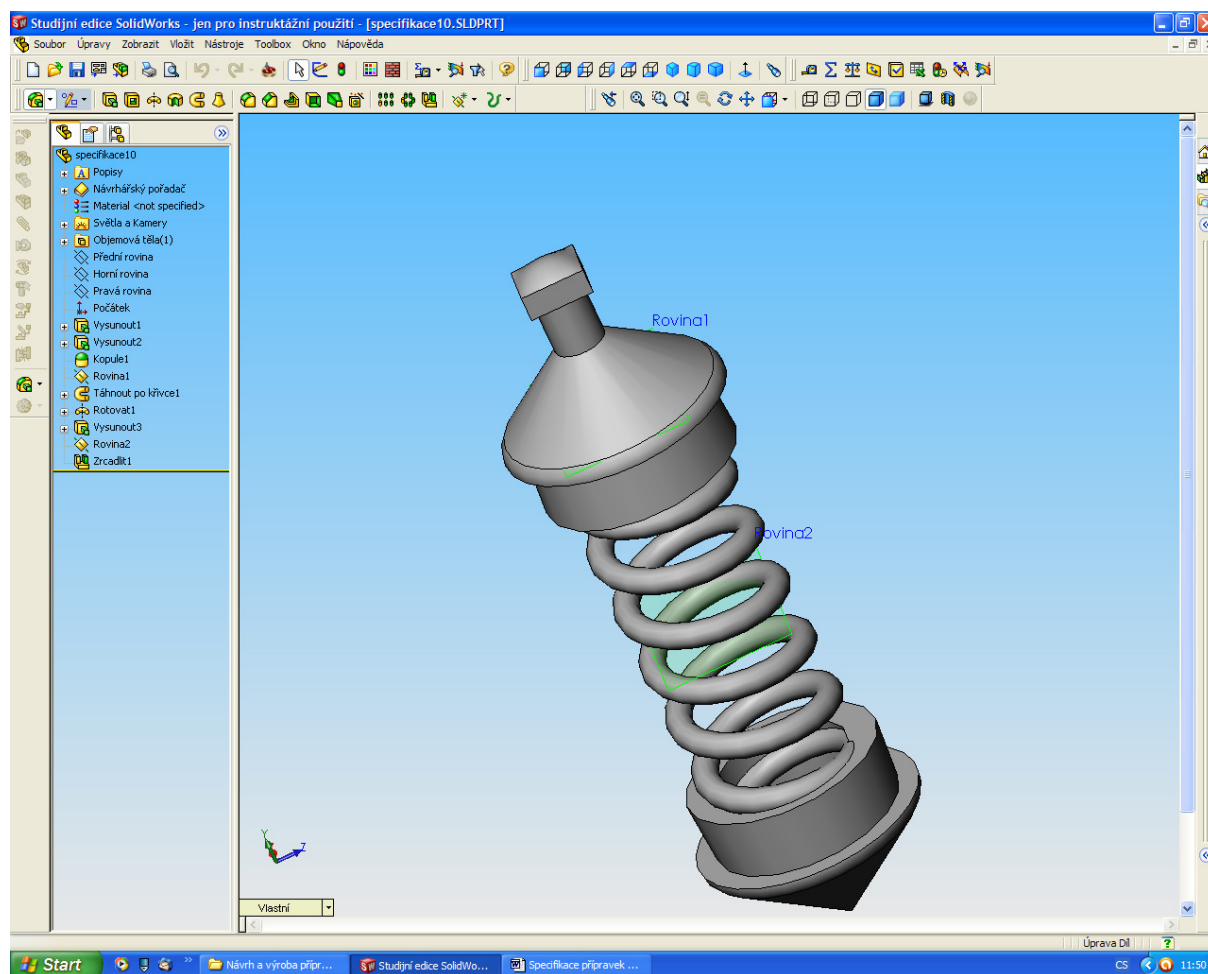 Studijní edice SolidWorks - jen pro instruktážní použití - [specifikace10.SLDPRT]
Soubor Úpravy Zobrazit Vložit Nástroje Toolbox Okno Nápověda
specifikace10
Popisy
Návrhářský pořadač
Material <not specified>
Světla a Kamery
Objemová těla(1)
Přední rovina
Horní rovina
Pravá rovina
Počátek
Vysunout1
Vysunout2
Kopule1
Rovina1
Táhnout po křivce1
Rotovat1
Vysunout3
Rovina2
Zrcadlit1
Rovina1
Rovina2
Y
Z
Vlastní
Úprava Díl
Start
Návrh a výroba přípr...
Studijní edice SolidWo...
Specifikace přípravek ...
CS
11:50